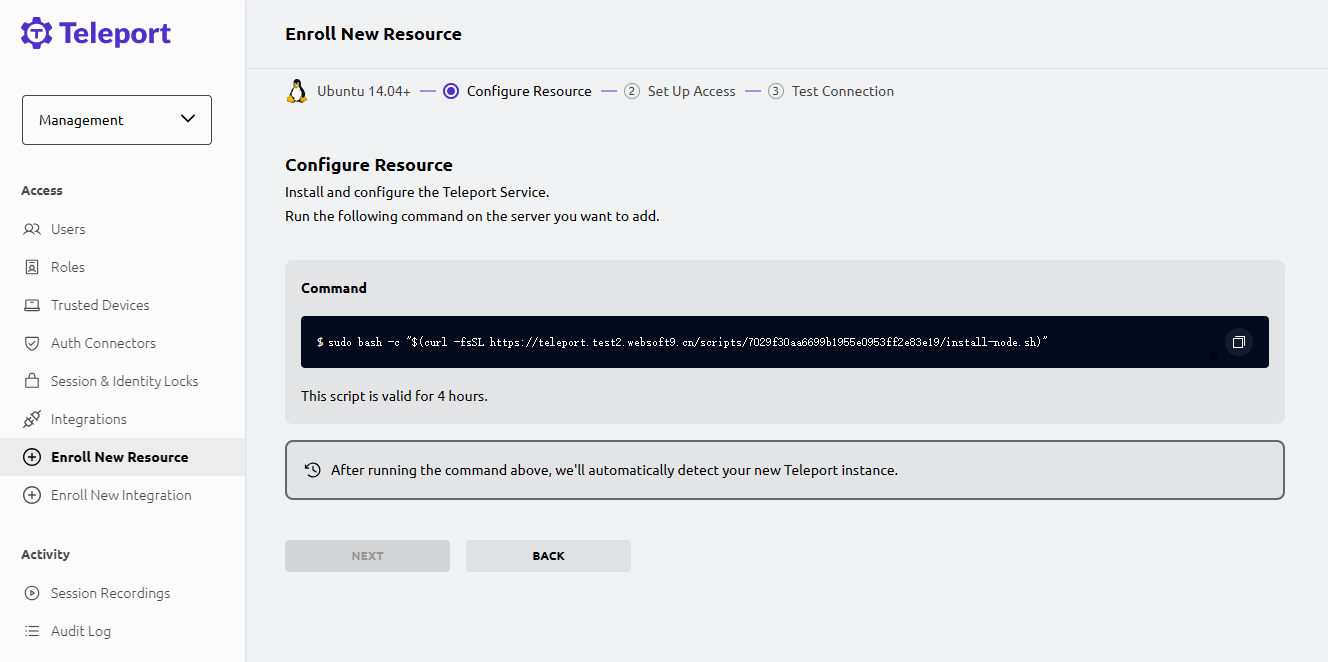 Teleport
Management
Access
Users
Roles
Trusted Devices
Auth Connectors
Session & Identity Locks
Integrations
Enroll New Resource
Enroll New Integration
Activity
Session Recordings
Audit Log
Enroll New Resource
Ubuntu 14.04+ Configure Resource 2 Set Up Access 3 Test Connection
Configure Resource
Install and configure the Teleport Service.
Run the following command on the server you want to add.
Command
$ sudo bash -c "$(curl -fsSL https://teleport.test2.websoft9.cn/scripts/7029f30aa6699b1955e0953ff2e83e19/install-node.sh)"
This script is valid for 4 hours.
After running the command above, we'll automatically detect your new Teleport instance.
NEXT BACK